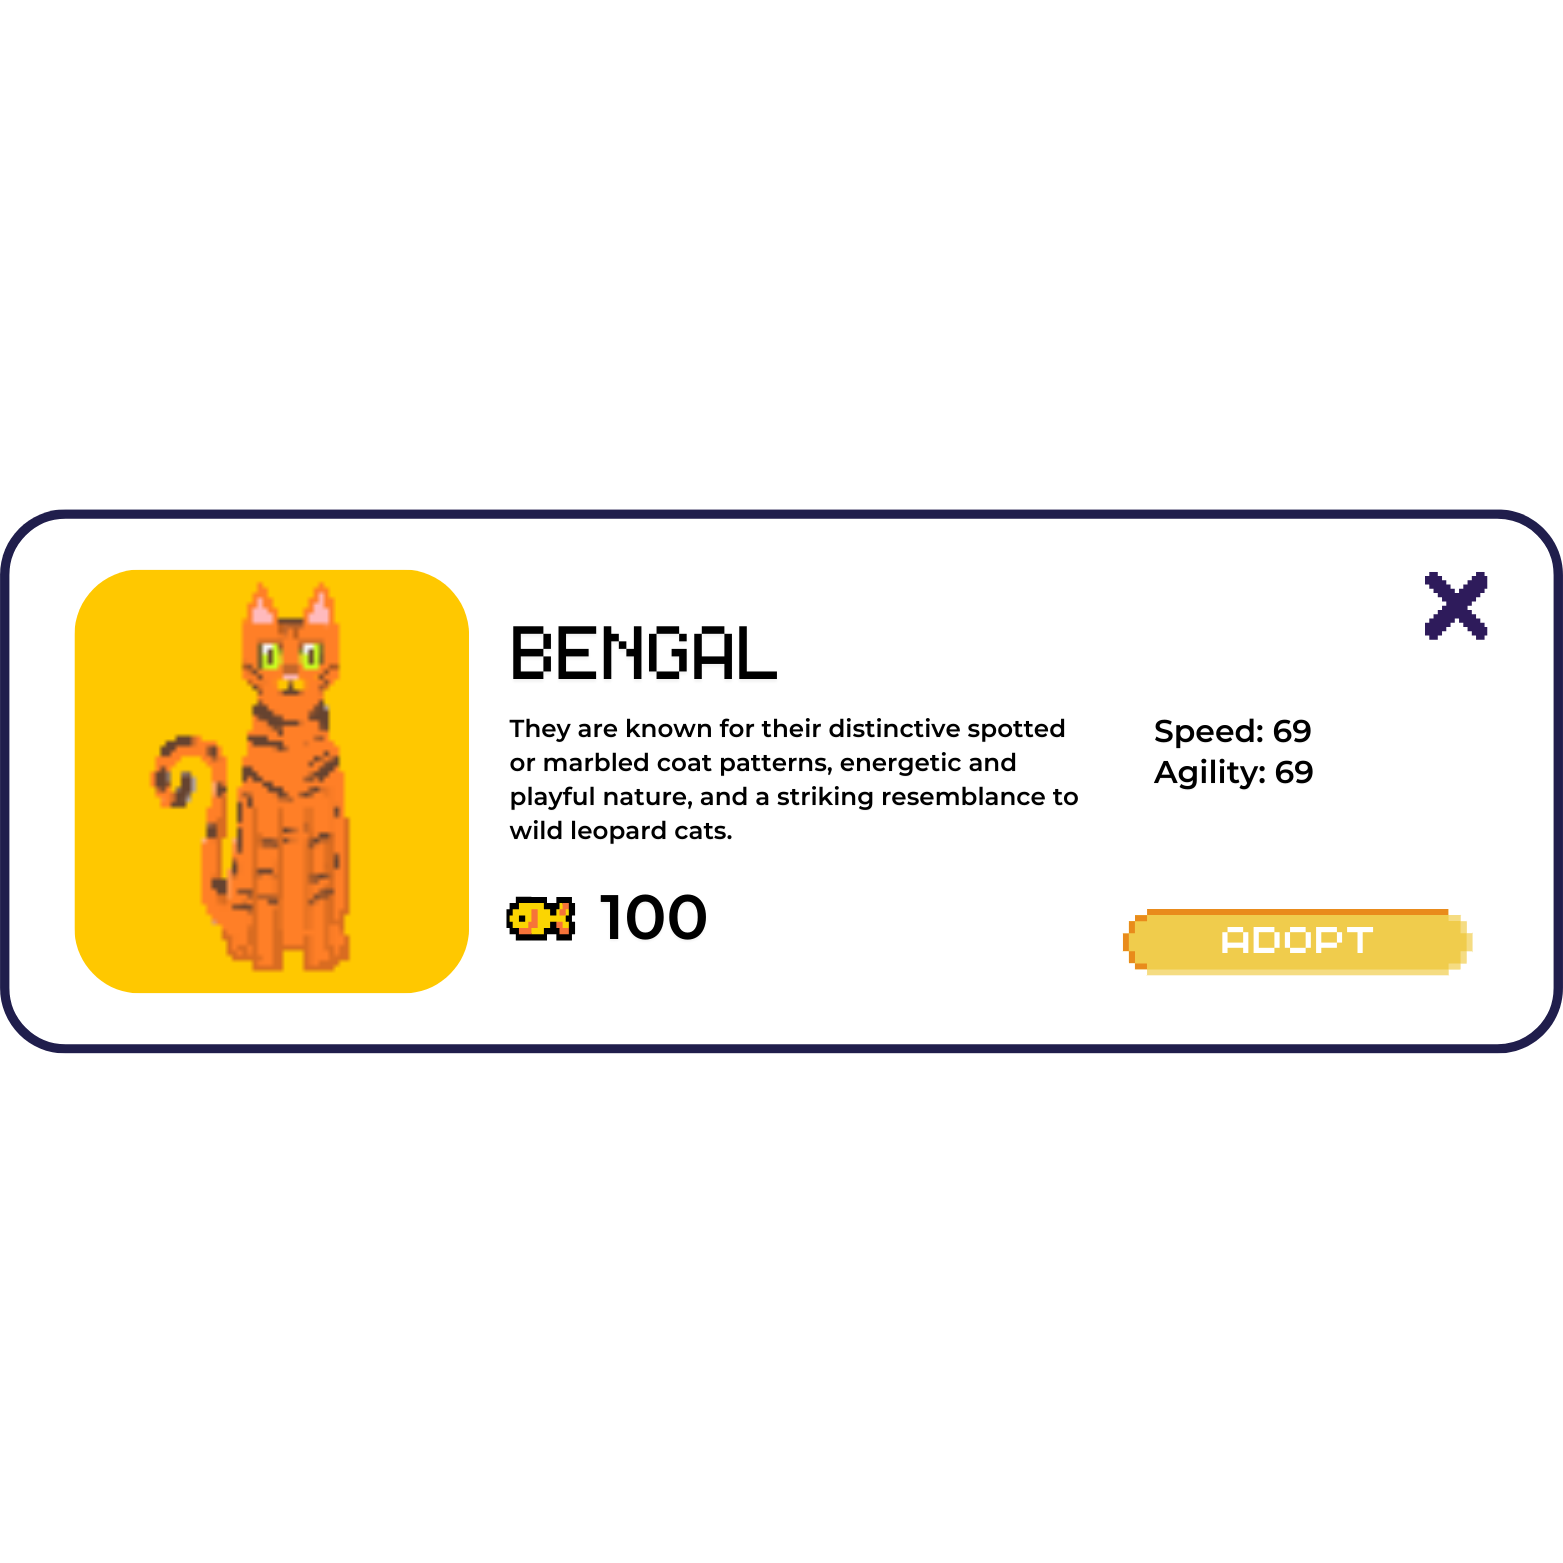 BENGAL
They are known for their distinctive spotted
or marbled coat patterns, energetic and
playful nature, and a striking resemblance to
wild leopard cats.
100
Speed: 69
Agility: 69
ADOPT